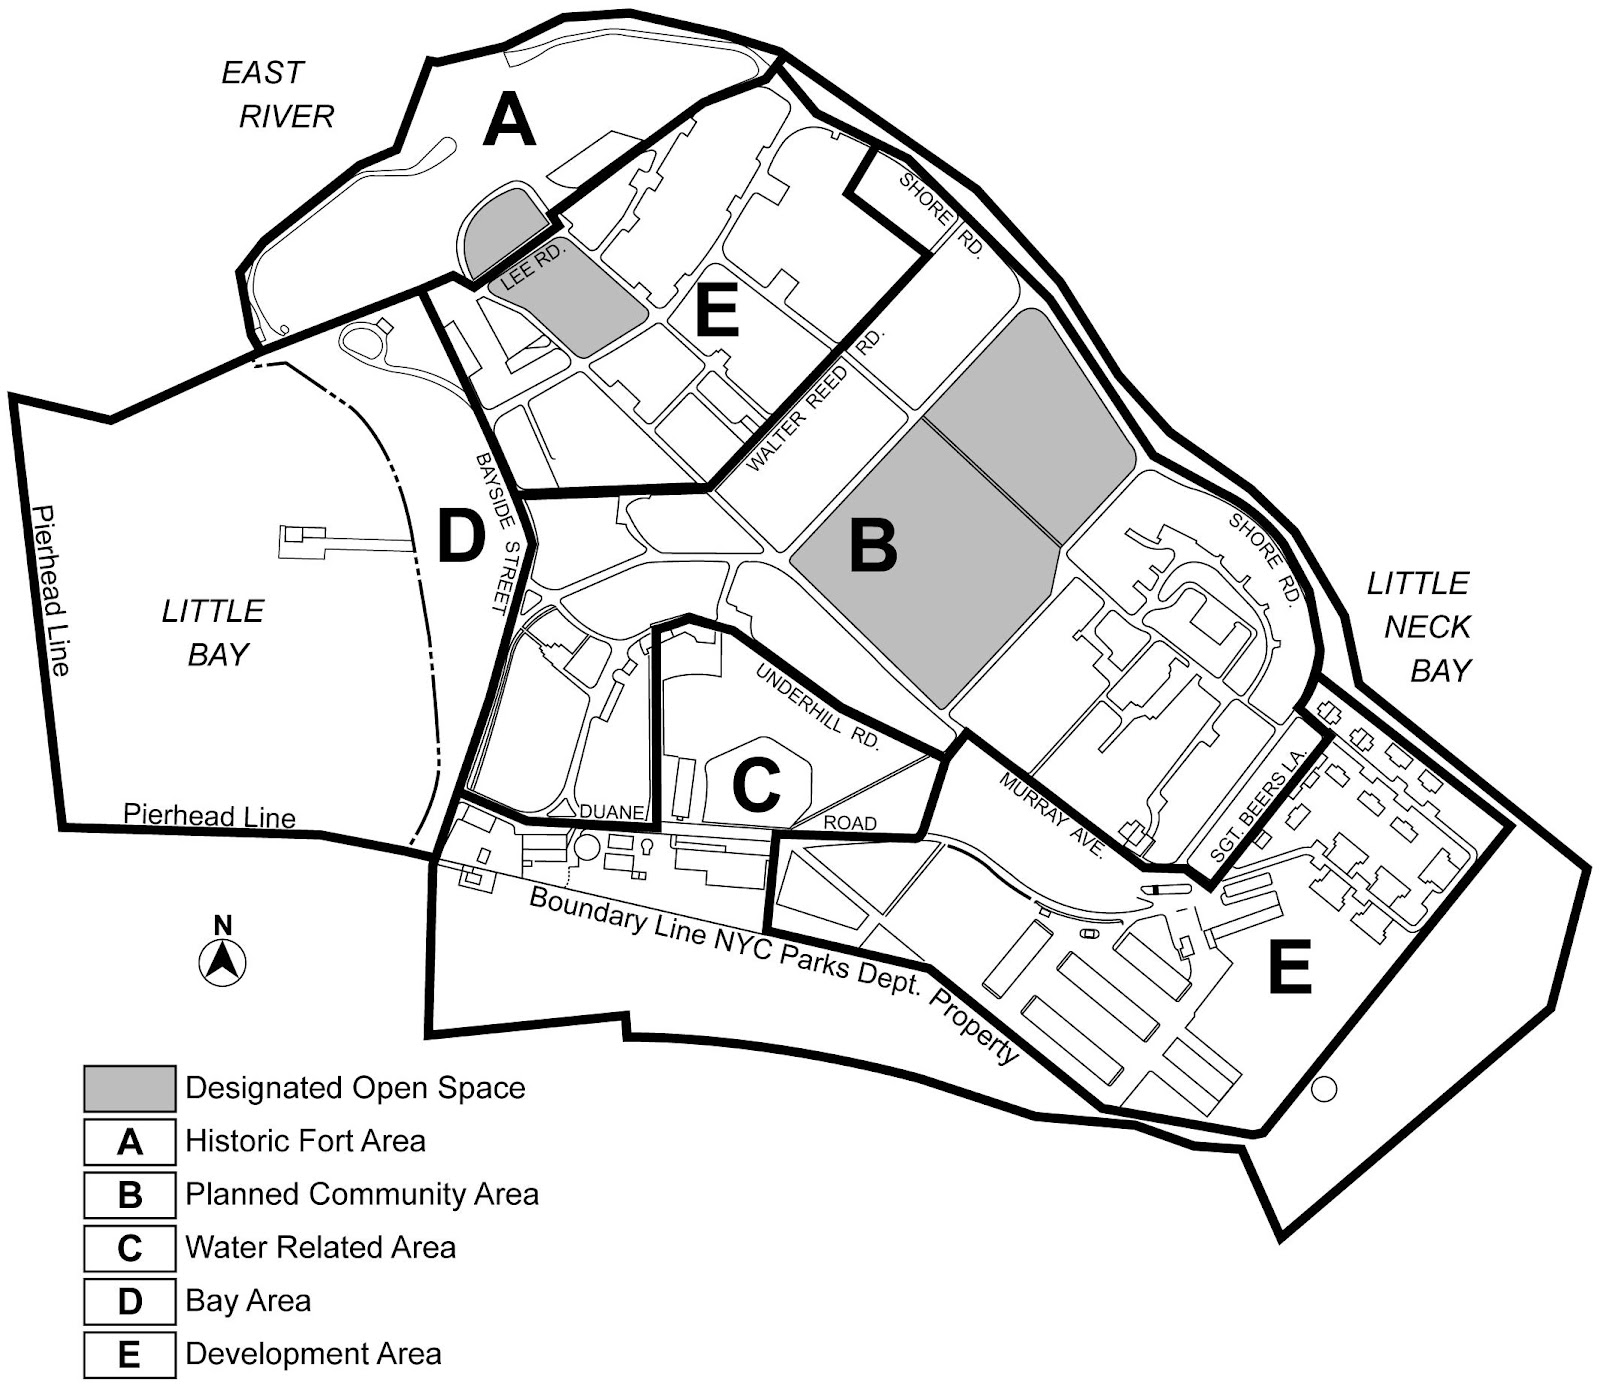 EAST
RIVER
A
SHORE RD.
LEE RD.
E
WALTER REED RD.
BAYSIDE STREET
D
B
Pierhead Line
SHORE RD.
LITTLE
BAY
LITTLE
NECK
BAY
UNDERHILL RD.
C
MURRAY AVE.
SGT. BEERS LA.
Pierhead Line
DUANE ROAD
Boundary Line NYC Parks Dept. Property
E
N
Designated Open Space
A Historic Fort Area
B Planned Community Area
C Water Related Area
D Bay Area
E Development Area